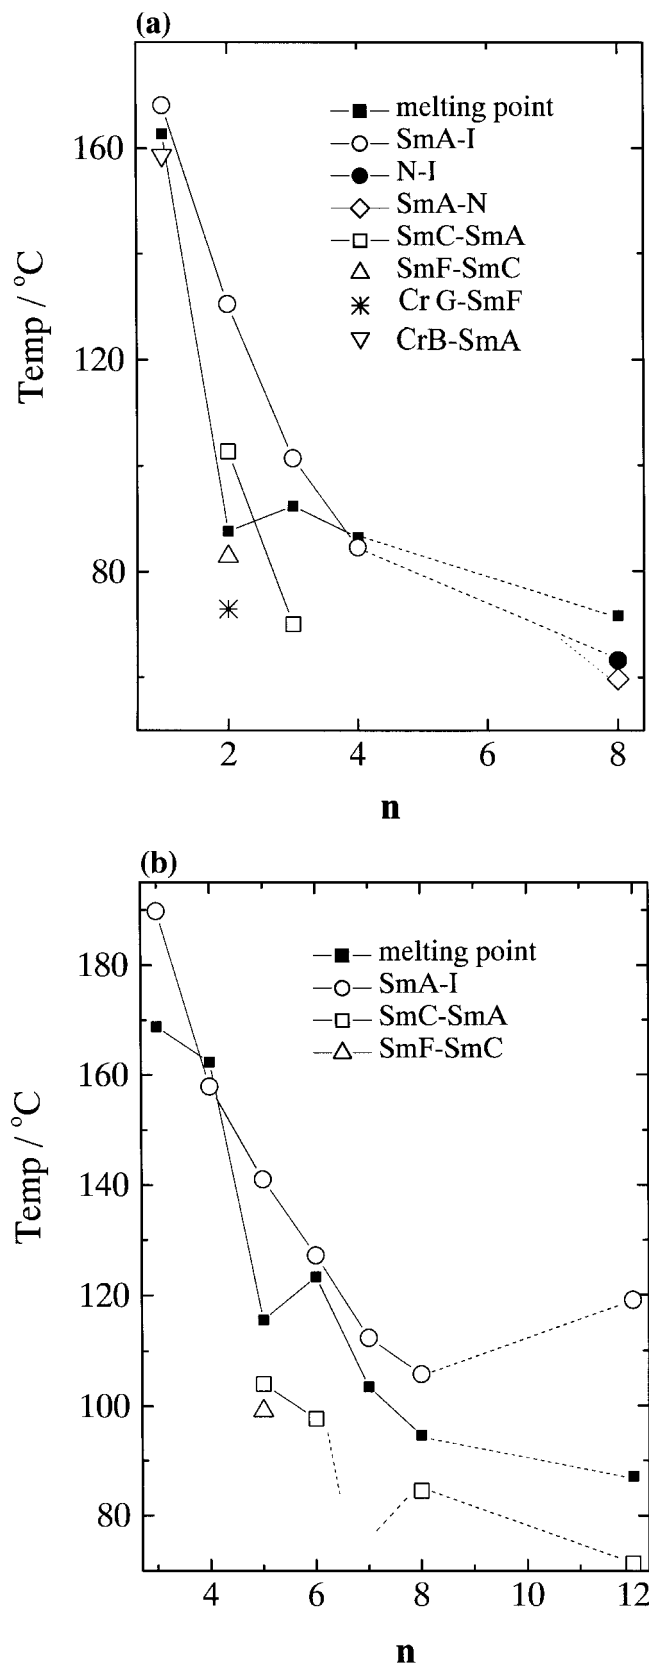 (a)
melting point
SmA-I
N-I
SmA-N
SmC-SmA
SmF-SmC
Cr G-SmF
CrB-SmA
160
120
80
Temp / °C
2 4 6 8
n
(b)
melting point
SmA-I
SmC-SmA
SmF-SmC
180
160
140
120
100
80
Temp / °C
4 6 8 10 12
n